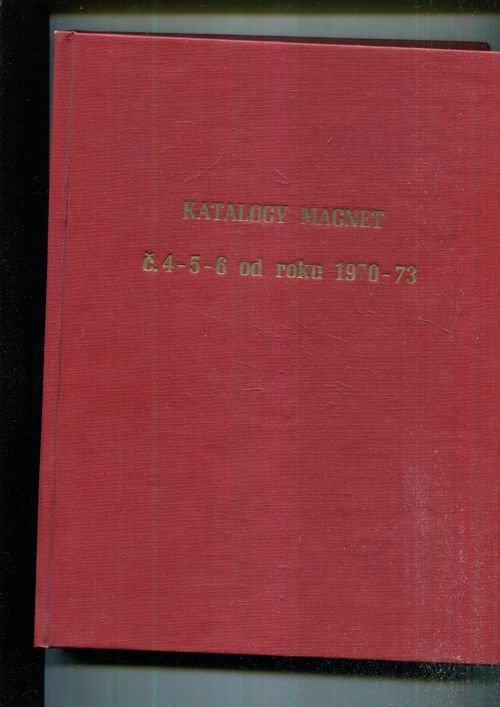 KATALOGY MAGNET
č. 4-5-6 od roku 1970-73